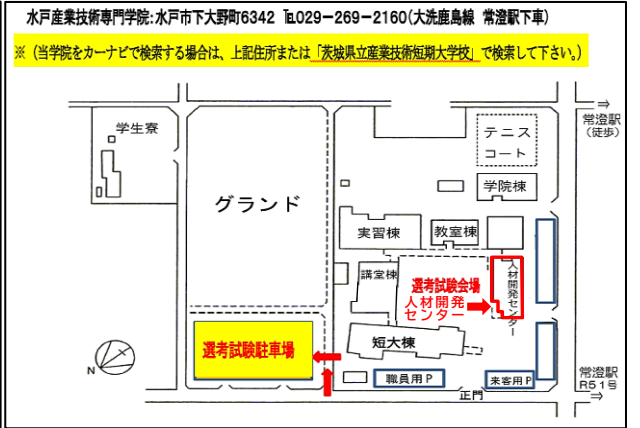 水戸産業技術専門学院:水戸市下大野町6342 ℡029-269-2160(大洗鹿島線 常澄駅下車)
※（当学院をカーナビで検索する場合は、上記住所または「茨城県立産業技術短期大学校」で検索して下さい。)
⇒
常澄駅
(徒歩)
学生寮
テニス
コート
学院棟
グランド
実習棟
教室棟
講堂棟
選考試験会場
人材開発
センター
人材開発センター
選考試験駐車場
短大棟
N
職員用P
来客用P
正門
常澄駅
R51号
⇒